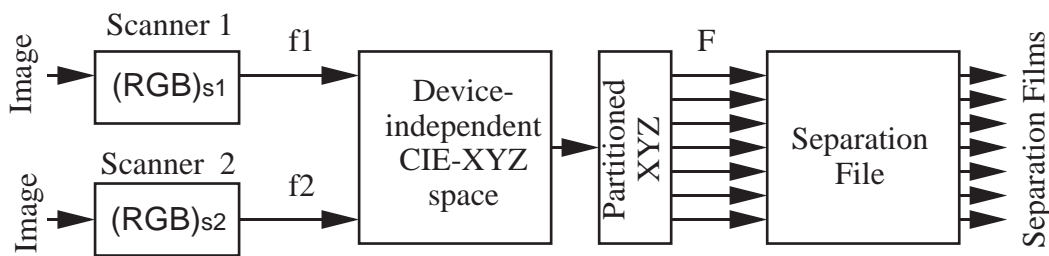 Scanner 1
Image
(RGB)s1
f1
Scanner 2
Image
(RGB)s2
f2
Device-
independent
CIE-XYZ
space
Partitioned
XYZ
F
Separation
File
Separation Films